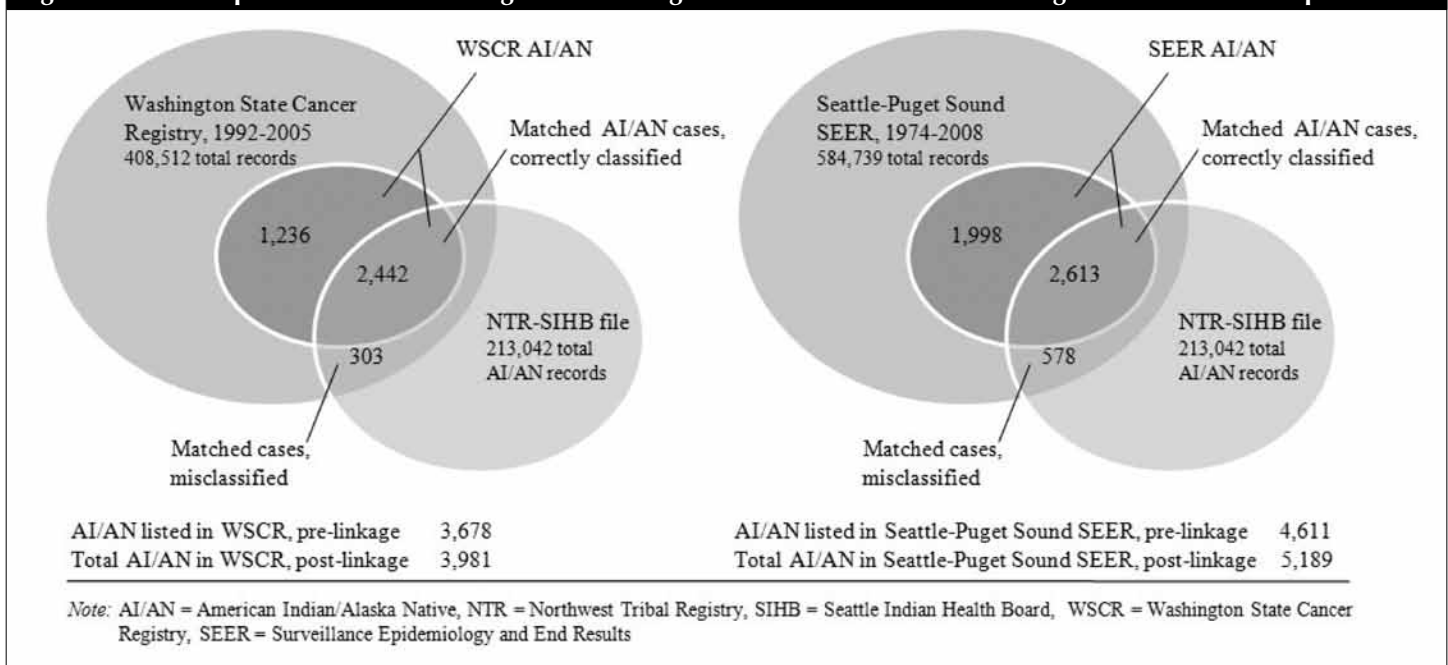 WSCR AI/AN
Washington State Cancer
Registry, 1992-2005
408,512 total records
Matched AI/AN cases,
correctly classified
1,236
2,442
NTR-SIHB file
213,042 total
AI/AN records
303
Matched cases,
misclassified
AI/AN listed in WSCR, pre-linkage 3,678
Total AI/AN in WSCR, post-linkage 3,981
SEER AI/AN
Seattle-Puget Sound
SEER, 1974-2008
584,739 total records
Matched AI/AN cases,
correctly classified
1,998
2,613
NTR-SIHB file
213,042 total
AI/AN records
578
Matched cases,
misclassified
AI/AN listed in Seattle-Puget Sound SEER, pre-linkage 4,611
Total AI/AN in Seattle-Puget Sound SEER, post-linkage 5,189
Note: AI/AN = American Indian/Alaska Native, NTR = Northwest Tribal Registry, SIHB = Seattle Indian Health Board, WSCR = Washington State Cancer
Registry, SEER = Surveillance Epidemiology and End Results